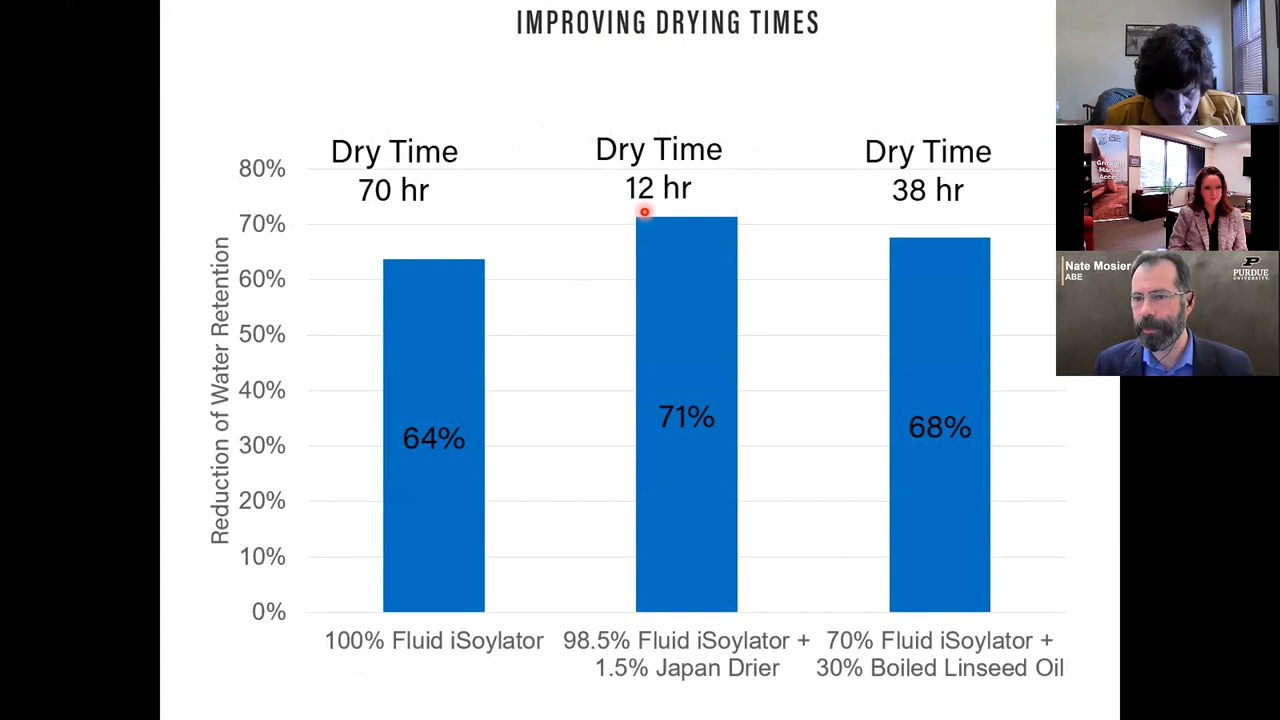 IMPROVING DRYING TIMES
Dry Time
70 hr
Dry Time
12 hr
Dry Time
38 hr
Reduction of Water Retention
80%
70%
60%
50%
40%
30%
20%
10%
0%
64%
71%
68%
100% Fluid iSoylator
98.5% Fluid iSoylator +
1.5% Japan Drier
70% Fluid iSoylator +
30% Boiled Linseed Oil
Market
Nate Mosier
ABE
P
PURDUE
UNIVERSITY